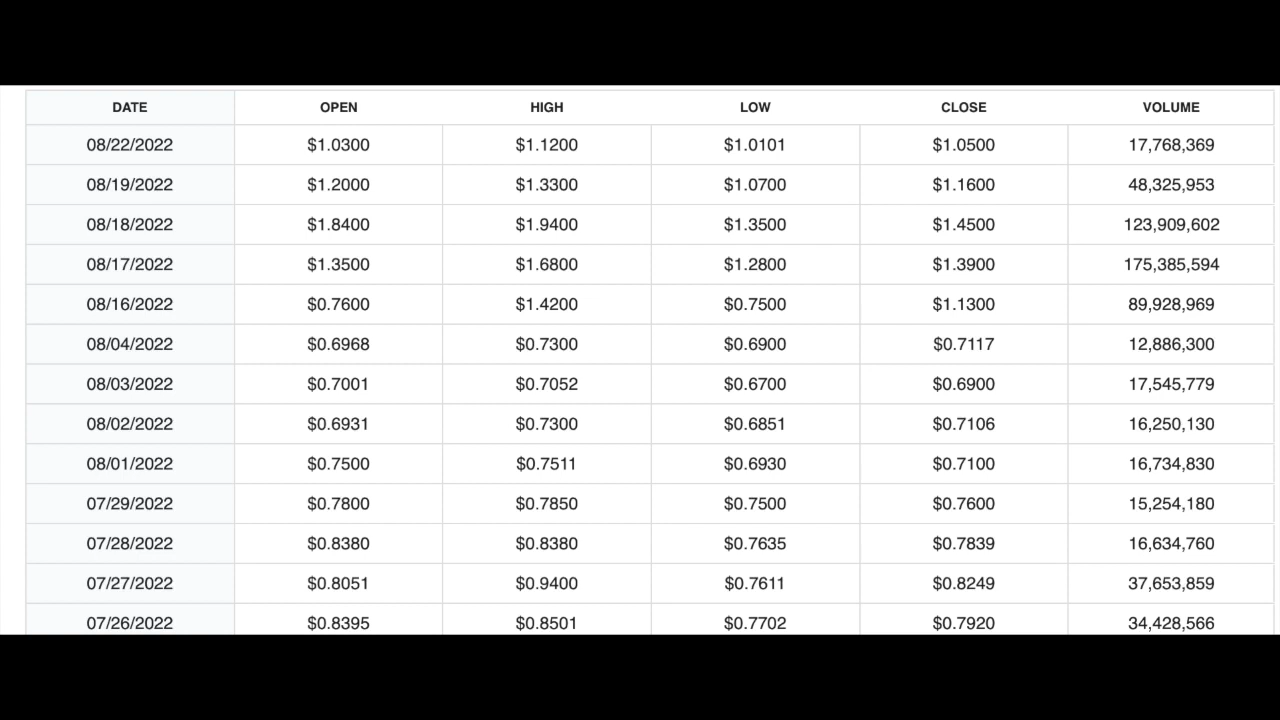 DATE OPEN HIGH LOW CLOSE VOLUME
08/22/2022 $1.0300 $1.1200 $1.0101 $1.0500 17,768,369
08/19/2022 $1.2000 $1.3300 $1.0700 $1.1600 48,325,953
08/18/2022 $1.8400 $1.9400 $1.3500 $1.4500 123,909,602
08/17/2022 $1.3500 $1.6800 $1.2800 $1.3900 175,385,594
08/16/2022 $0.7600 $1.4200 $0.7500 $1.1300 89,928,969
08/04/2022 $0.6968 $0.7300 $0.6900 $0.7117 12,886,300
08/03/2022 $0.7001 $0.7052 $0.6700 $0.6900 17,545,779
08/02/2022 $0.6931 $0.7300 $0.6851 $0.7106 16,250,130
08/01/2022 $0.7500 $0.7511 $0.6930 $0.7100 16,734,830
07/29/2022 $0.7800 $0.7850 $0.7500 $0.7600 15,254,180
07/28/2022 $0.8380 $0.8380 $0.7635 $0.7839 16,634,760
07/27/2022 $0.8051 $0.9400 $0.7611 $0.8249 37,653,859
07/26/2022 $0.8395 $0.8501 $0.7702 $0.7920 34,428,566